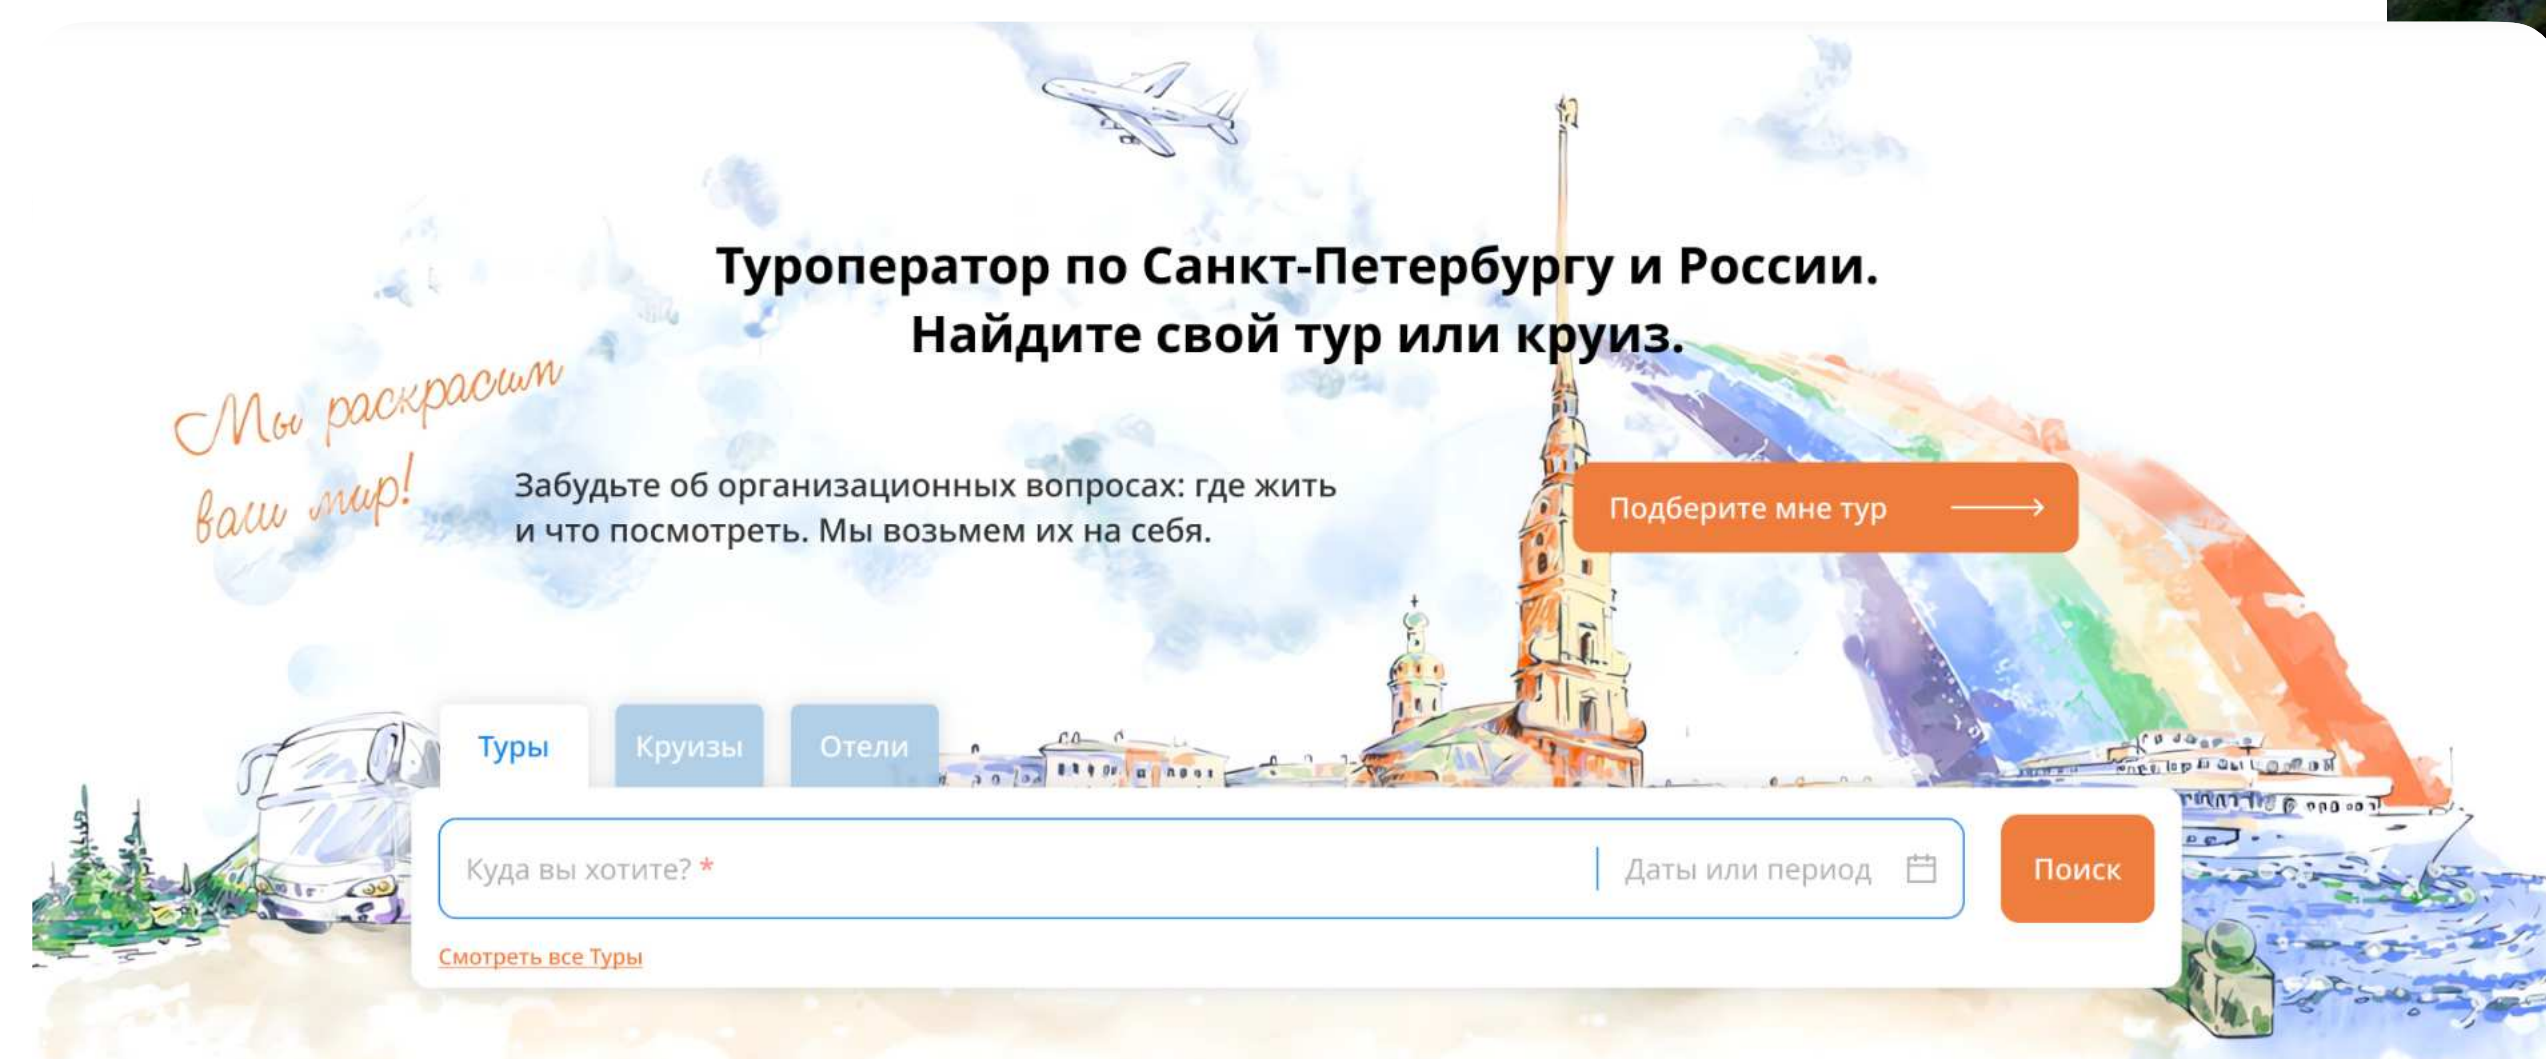 Туроператор по Санкт-Петербургу и России.
Найдите свой тур или круиз.
Мы раскрасим
ваш мир!
Забудьте об организационных вопросах: где жить
и что посмотреть. Мы возьмем их на себя.
Подберите мне тур
Туры
Круизы
Отели
Куда вы хотите? *
Даты или период
Поиск
Смотреть все Туры